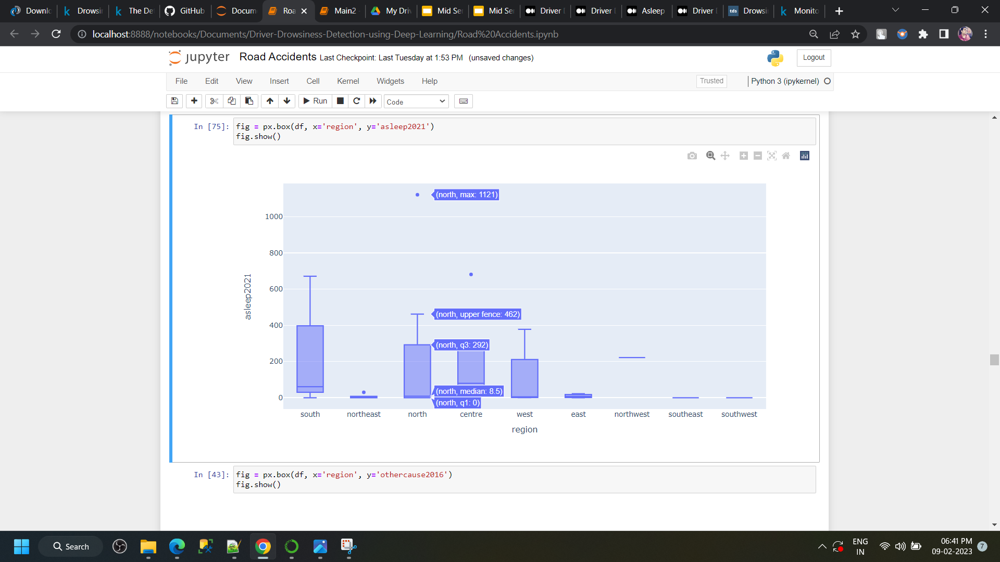 Downlo
Drowsi
The De
GitHub
Docum
Roa
Main2
My Driv
Mid Se
Mid Se
Driver
Driver
Asleep
Driver
Drowsi
Monito
localhost:8888/notebooks/Documents/Driver-Drowsiness-Detection-using-Deep-Learning/Road%20Accidents.ipynb
jupyter Road Accidents Last Checkpoint: Last Tuesday at 1:53 PM (unsaved changes)
Logout
File Edit View Insert Cell Kernel Widgets Help
Trusted
Python 3 (ipykernel)
Run
Code
In [75]: fig = px.box(df, x='region', y='asleep2021')
fig.show()
(north, max: 1121)
1000
800
600
(north, upper fence: 462)
400
(north, q3: 292)
200
(north, median: 8.5)
0
(north, q1: 0)
asleep2021
south northeast north centre west east northwest southeast southwest
region
In [43]: fig = px.box(df, x='region', y='othercause2016')
fig.show()
Search
ENG
IN
06:41 PM
09-02-2023
7